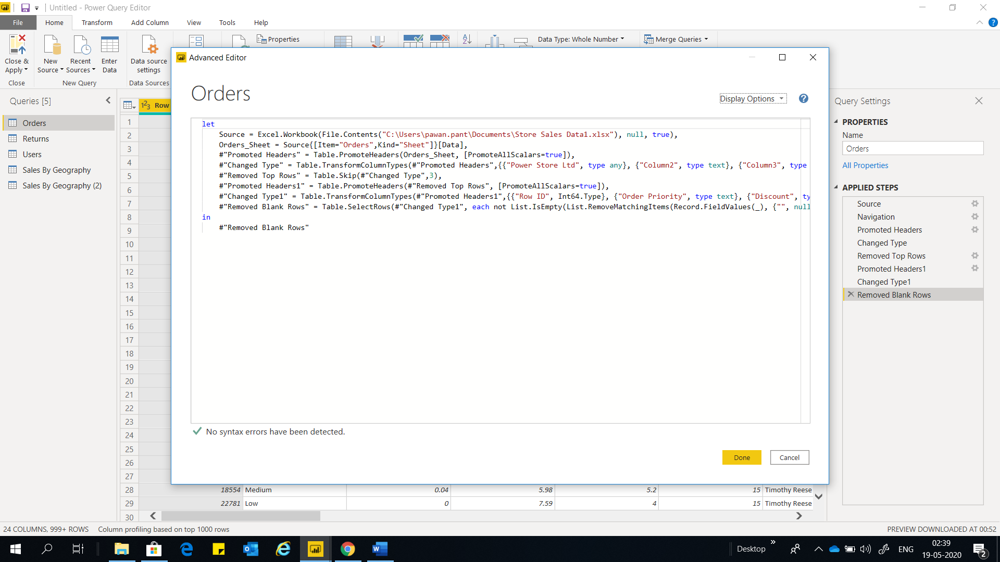 Untitled - Power Query Editor
File Home Transform Add Column View Tools Help
Close & Apply
New Source
Recent Sources
Enter Data
Data source settings
Properties
Data Type: Whole Number
Merge Queries
Close
New Query
Data Sources
Queries [5]
Orders
Returns
Users
Sales By Geography
Sales By Geography (2)
Row
1
2
3
4
5
6
7
8
9
10
11
12
13
14
15
16
17
18
19
20
21
22
23
24
25
26
27
28 18554 Medium 0.04 5.98 5.2 15 Timothy Reese
29 22781 Low 0 7.59 4 15 Timothy Reese
30
Advanced Editor
Orders
Display Options
let
Source = Excel.Workbook(File.Contents("C:\Users\pawan.pant\Documents\Store Sales Data1.xlsx"), null, true),
Orders_Sheet = Source{[Item="Orders",Kind="Sheet"]}[Data],
#"Promoted Headers" = Table.PromoteHeaders(Orders_Sheet, [PromoteAllScalars=true]),
#"Changed Type" = Table.TransformColumnTypes(#"Promoted Headers",{{"Power Store Ltd", type any}, {"Column2", type text}, {"Column3", type
#"Removed Top Rows" = Table.Skip(#"Changed Type",3),
#"Promoted Headers1" = Table.PromoteHeaders(#"Removed Top Rows", [PromoteAllScalars=true]),
#"Changed Type1" = Table.TransformColumnTypes(#"Promoted Headers1",{{"Row ID", Int64.Type}, {"Order Priority", type text}, {"Discount", ty
#"Removed Blank Rows" = Table.SelectRows(#"Changed Type1", each not List.IsEmpty(List.RemoveMatchingItems(Record.FieldValues(_), {"", null
in
#"Removed Blank Rows"
No syntax errors have been detected.
Done
Cancel
Query Settings
PROPERTIES
Name
Orders
All Properties
APPLIED STEPS
Source
Navigation
Promoted Headers
Changed Type
Removed Top Rows
Promoted Headers1
Changed Type1
Removed Blank Rows
24 COLUMNS, 999+ ROWS Column profiling based on top 1000 rows
PREVIEW DOWNLOADED AT 00:52
Desktop
ENG
02:39
19-05-2020
2